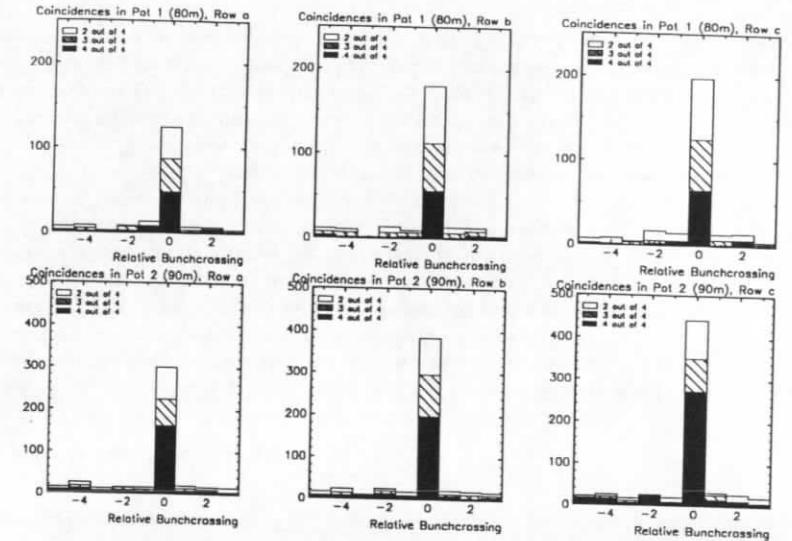 Coincidences in Pot 1 (80m), Row a
2 out of 4
3 out of 4
4 out of 4
200
100
0
-4
-2
0
2
Relative Bunchcrossing
Coincidences in Pot 1 (80m), Row b
2 out of 4
3 out of 4
4 out of 4
200
100
0
-4
-2
0
2
Relative Bunchcrossing
Coincidences in Pot 1 (80m), Row c
2 out of 4
3 out of 4
4 out of 4
200
100
0
-4
-2
0
2
Relative Bunchcrossing
Coincidences in Pot 2 (90m), Row a
2 out of 4
3 out of 4
4 out of 4
500
400
300
200
100
0
-4
-2
0
2
Relative Bunchcrossing
Coincidences in Pot 2 (90m), Row b
2 out of 4
3 out of 4
4 out of 4
500
400
300
200
100
0
-4
-2
0
2
Relative Bunchcrossing
Coincidences in Pot 2 (90m), Row c
2 out of 4
3 out of 4
4 out of 4
500
400
300
200
100
0
-4
-2
0
2
Relative Bunchcrossing